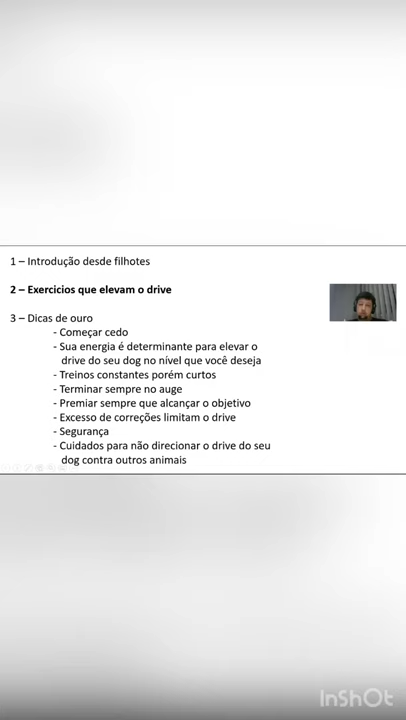 1 – Introdução desde filhotes
2 – Exercicios que elevam o drive
3 – Dicas de ouro
- Começar cedo
- Sua energia é determinante para elevar o
drive do seu dog no nível que você deseja
- Treinos constantes porém curtos
- Terminar sempre no auge
- Premiar sempre que alcançar o objetivo
- Excesso de correções limitam o drive
- Segurança
- Cuidados para não direcionar o drive do seu
dog contra outros animais
InShOt